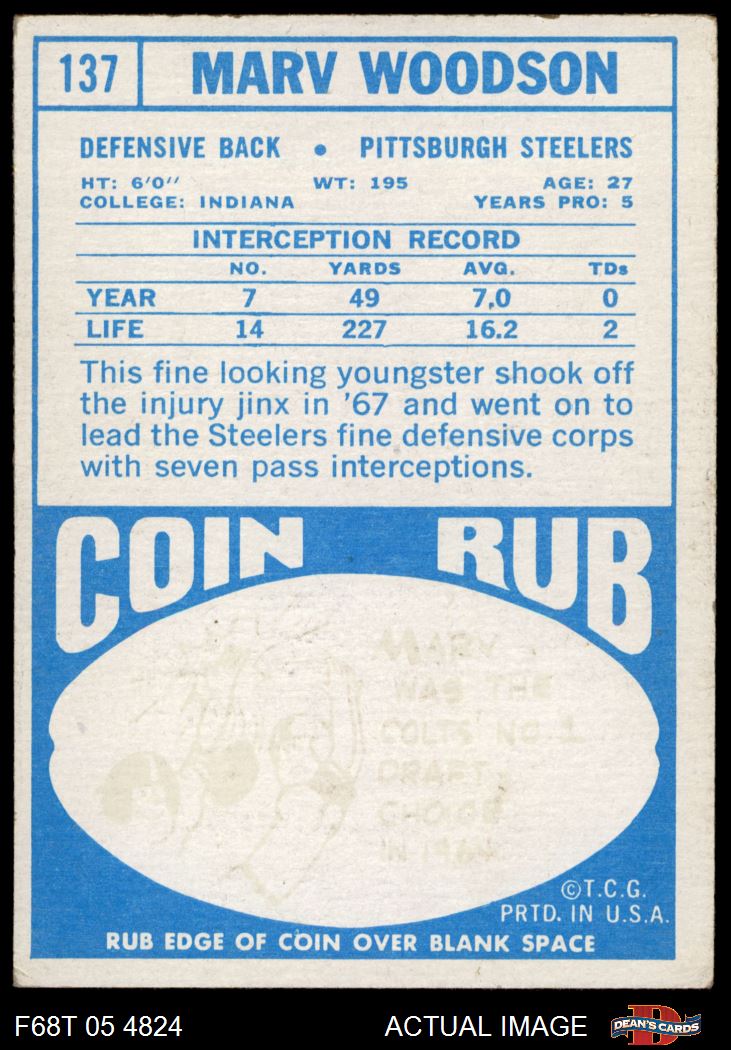 137 MARV WOODSON
DEFENSIVE BACK • PITTSBURGH STEELERS
HT: 6'0'' WT: 195 AGE: 27
COLLEGE: INDIANA YEARS PRO: 5
INTERCEPTION RECORD
NO. YARDS AVG. TDs
YEAR 7 49 7.0 0
LIFE 14 227 16.2 2
This fine looking youngster shook off
the injury jinx in '67 and went on to
lead the Steelers fine defensive corps
with seven pass interceptions.
COIN RUB
MARV
WAS THE
COLTS' NO. 1
DRAFT
CHOICE
IN 1964
©T.C.G.
PRTD. IN U.S.A.
RUB EDGE OF COIN OVER BLANK SPACE
F68T 05 4824 ACTUAL IMAGE DEAN'S CARDS